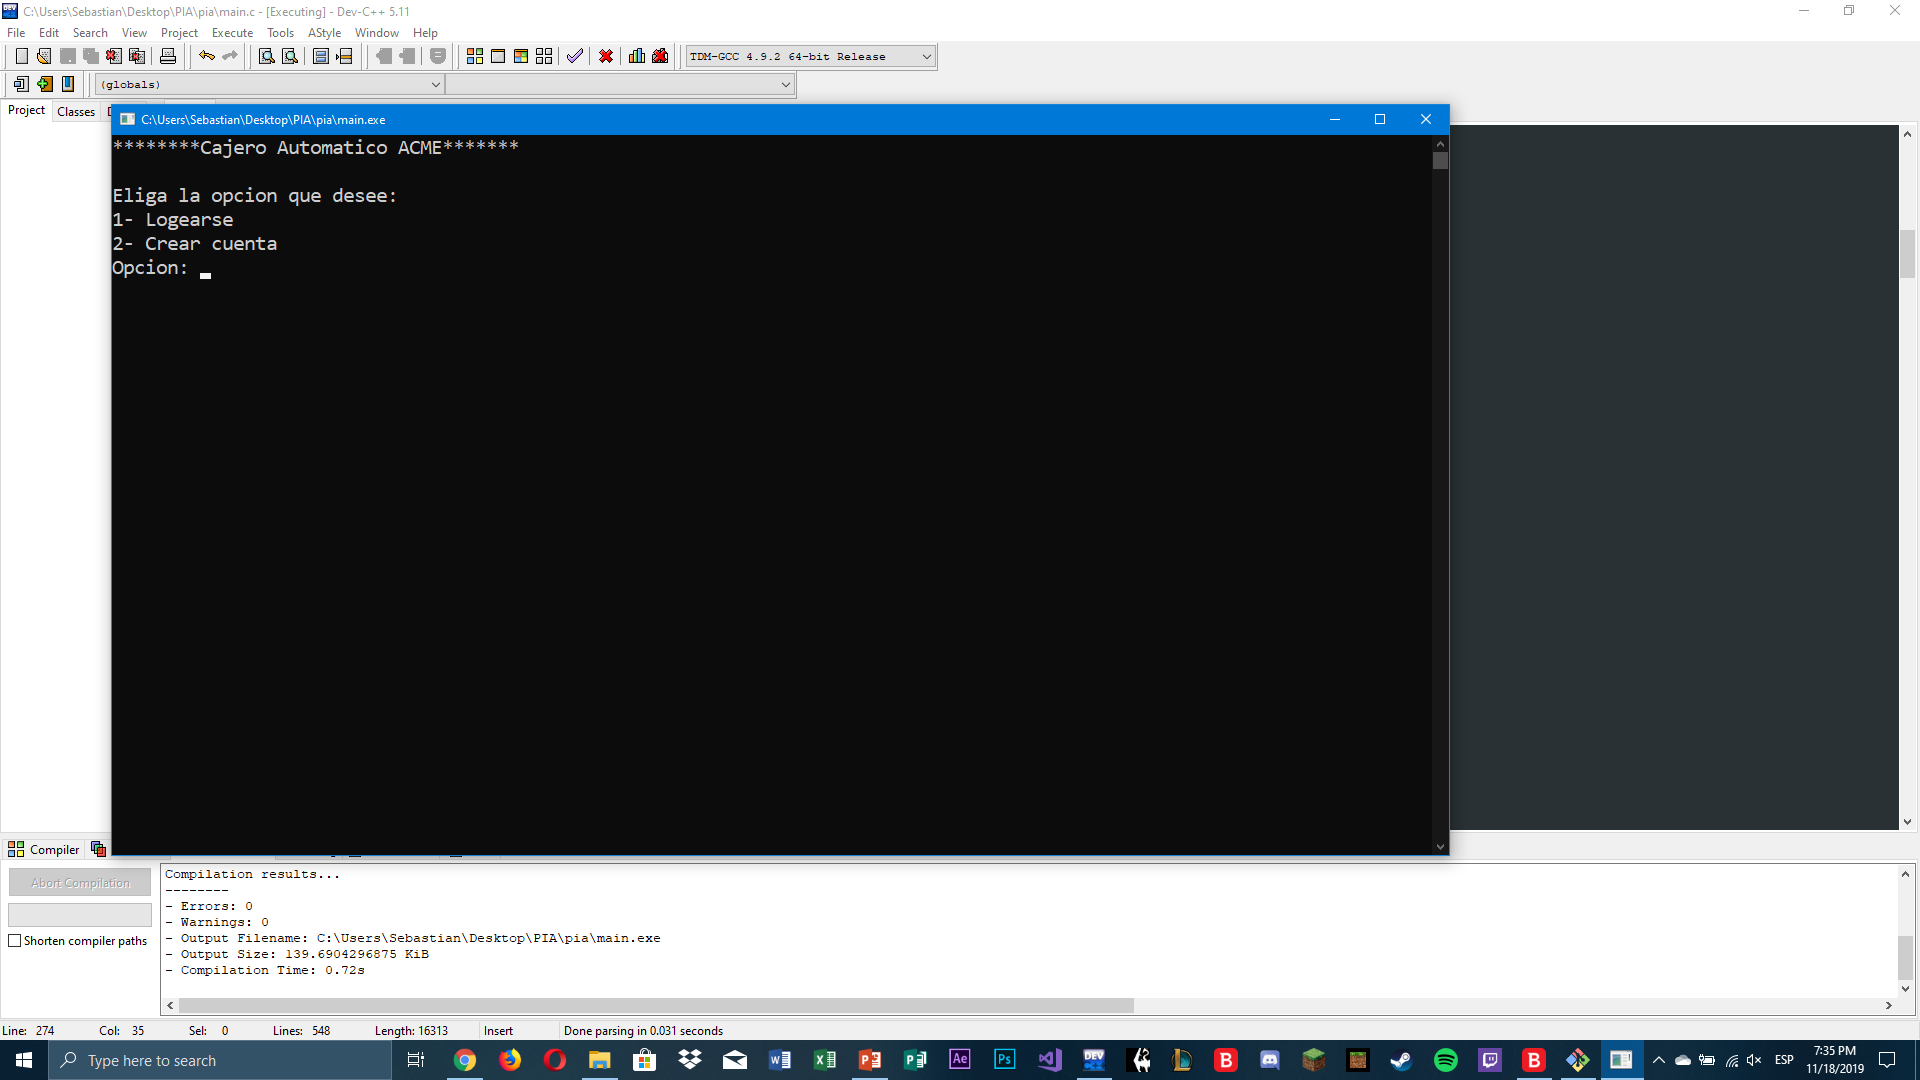 C:\Users\Sebastian\Desktop\PIA\pia\main.c - [Executing] - Dev-C++ 5.11
File Edit Search View Project Execute Tools AStyle Window Help
TDM-GCC 4.9.2 64-bit Release
(globals)
Project Classes
C:\Users\Sebastian\Desktop\PIA\pia\main.exe
********Cajero Automatico ACME*******
Eliga la opcion que desee:
1- Logearse
2- Crear cuenta
Opcion:
Compiler
Abort Compilation
Shorten compiler paths
Compilation results...
--------
- Errors: 0
- Warnings: 0
- Output Filename: C:\Users\Sebastian\Desktop\PIA\pia\main.exe
- Output Size: 139.6904296875 KiB
- Compilation Time: 0.72s
Line: 274 Col: 35 Sel: 0 Lines: 548 Length: 16313 Insert Done parsing in 0.031 seconds
Type here to search
Ae Ps DEV B B
ESP
7:35 PM
11/18/2019